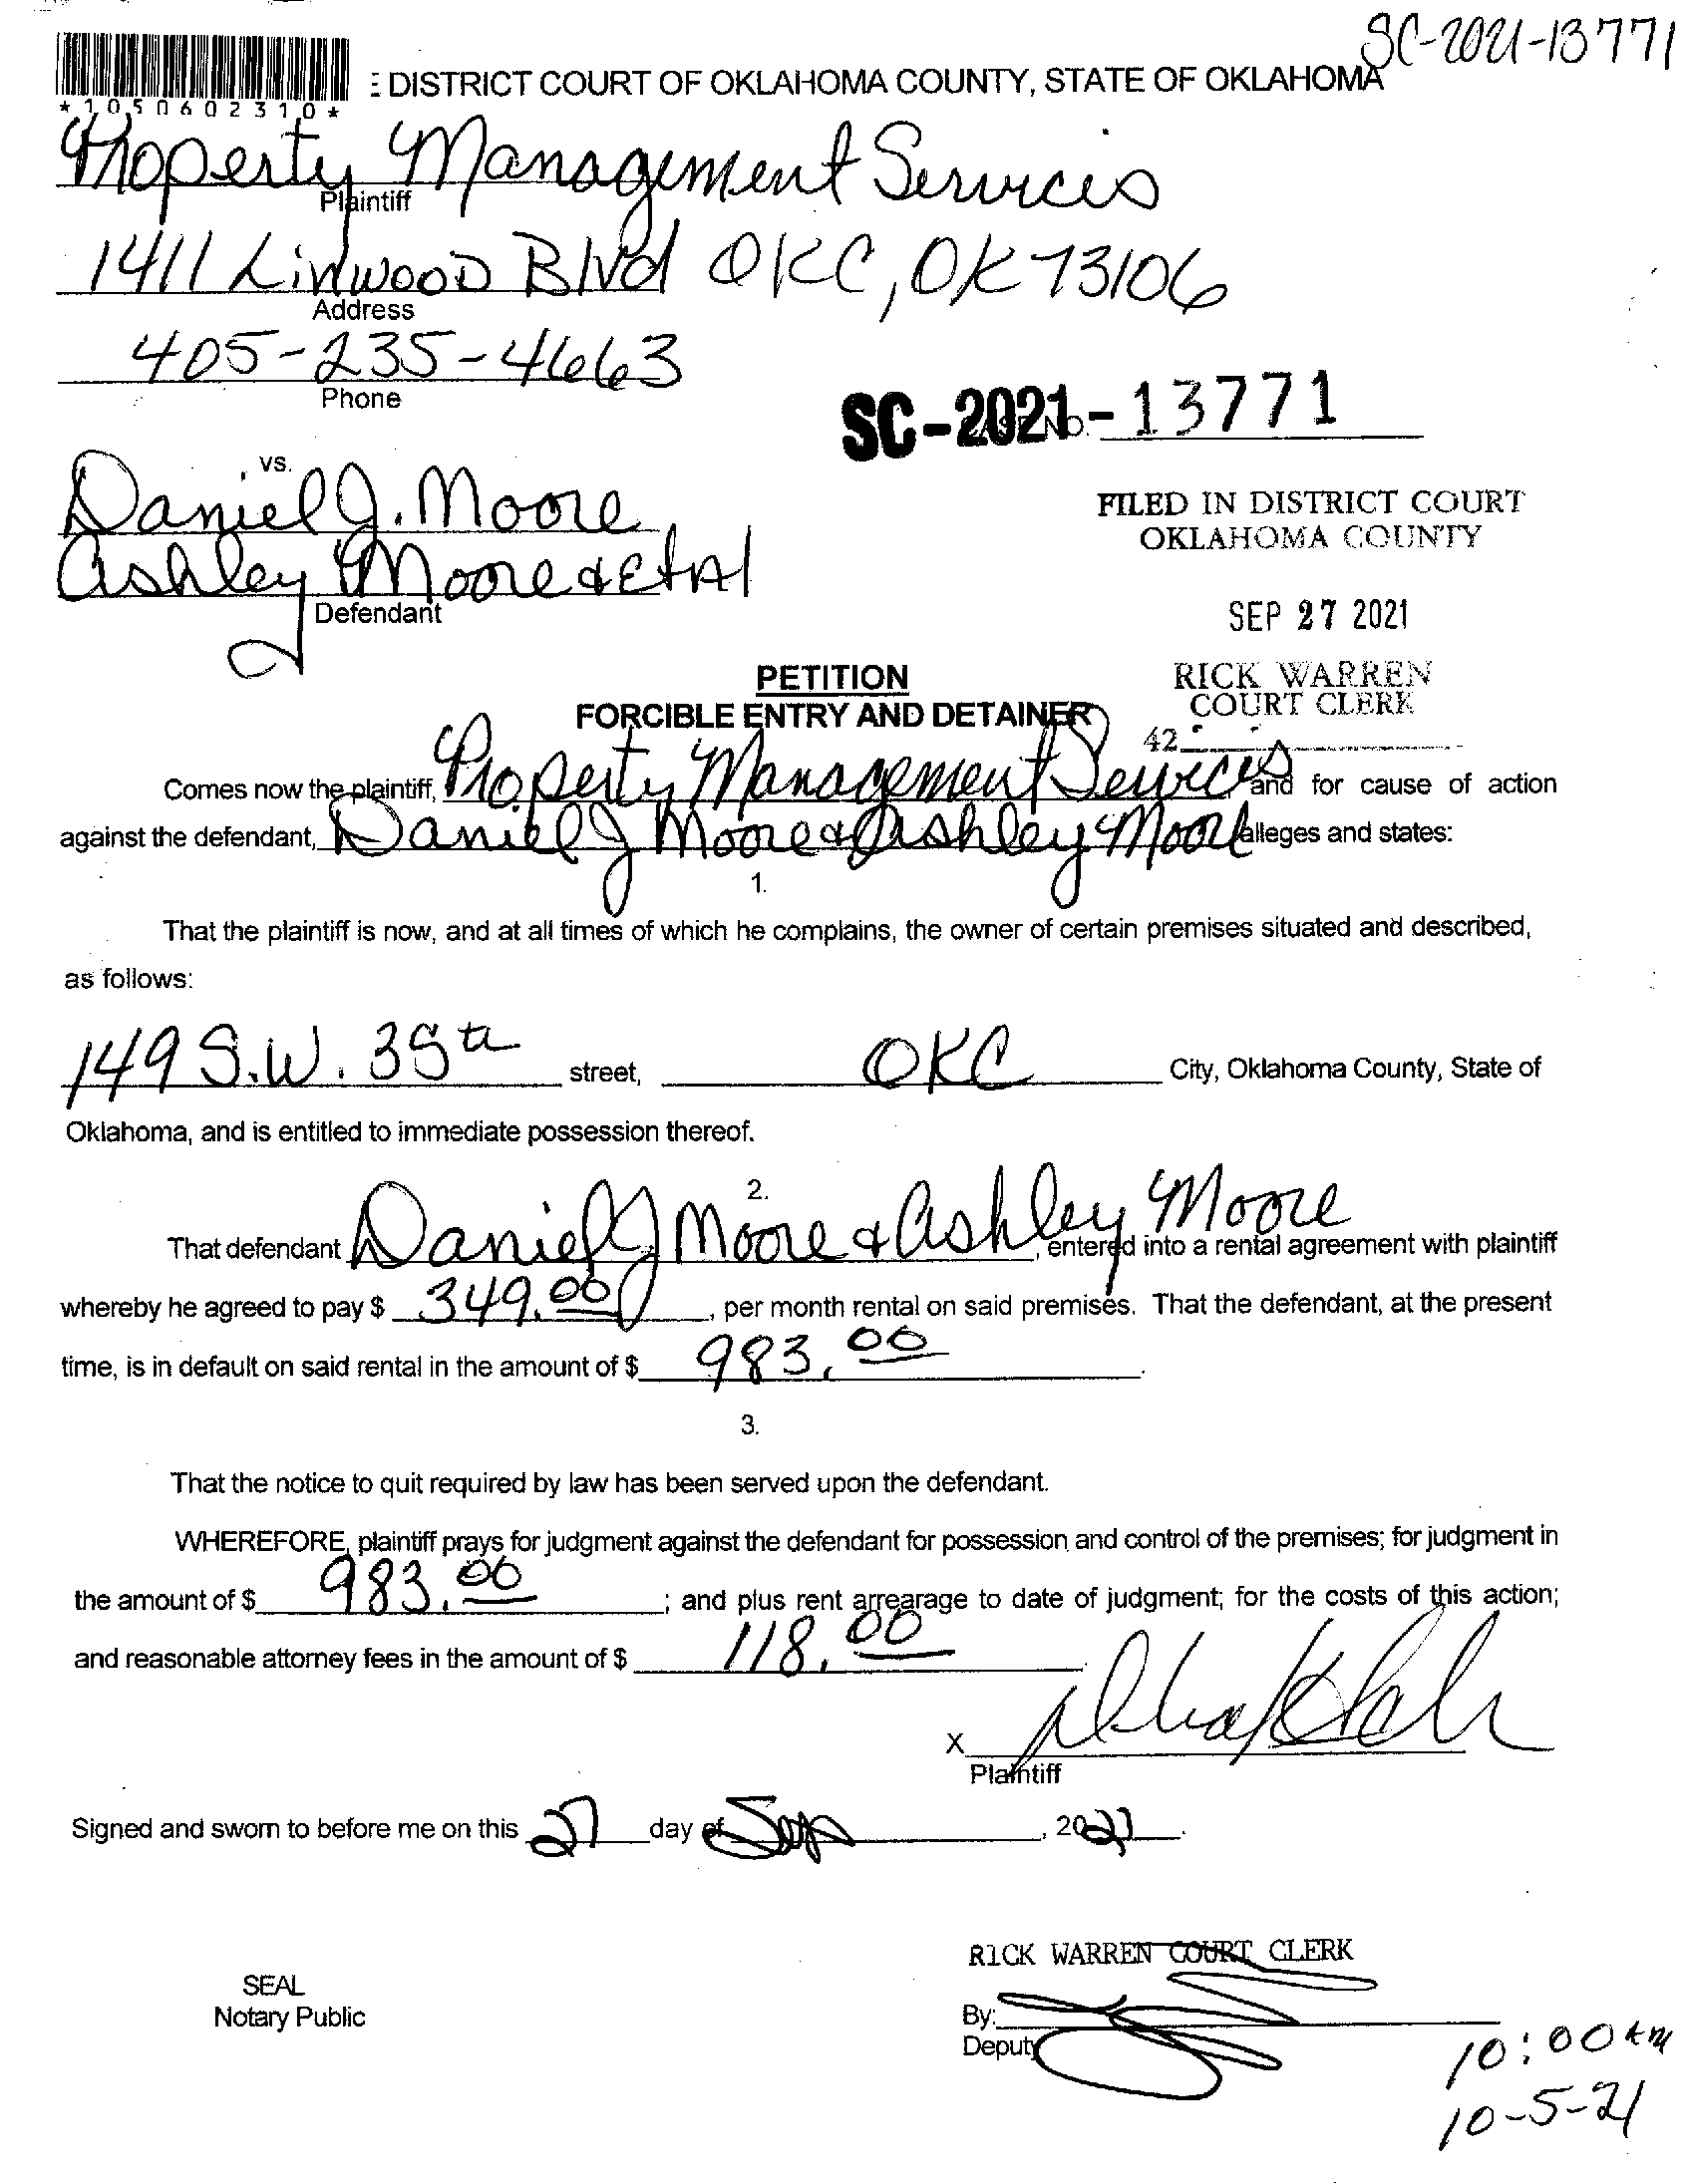 SC-2021-13771
E DISTRICT COURT OF OKLAHOMA COUNTY, STATE OF OKLAHOMA
*1050602310*
Property Management Services
Plaintiff
1411 Linwood Blvd OKC, OK 73106
Address
405-235-4663
Phone
SC-2021-13771
vs.
Daniel J. Moore
Ashley Moore & EtAl
Defendant
FILED IN DISTRICT COURT
OKLAHOMA COUNTY
SEP 27 2021
RICK WARREN
COURT CLERK
42
PETITION
FORCIBLE ENTRY AND DETAINER
Comes now the plaintiff, Property Management Services and for cause of action
against the defendant, Daniel J Moore & Ashley Moore alleges and states:
1.
That the plaintiff is now, and at all times of which he complains, the owner of certain premises situated and described,
as follows:
149 S.W. 35th street, OKC City, Oklahoma County, State of
Oklahoma, and is entitled to immediate possession thereof.
2.
That defendant Daniel J Moore & Ashley Moore, entered into a rental agreement with plaintiff
whereby he agreed to pay $ 349.00, per month rental on said premises. That the defendant, at the present
time, is in default on said rental in the amount of $ 983.00.
3.
That the notice to quit required by law has been served upon the defendant.
WHEREFORE, plaintiff prays for judgment against the defendant for possession and control of the premises; for judgment in
the amount of $ 983.00; and plus rent arrearage to date of judgment; for the costs of this action;
and reasonable attorney fees in the amount of $ 118.00
X
Plaintiff
Signed and sworn to before me on this 27 day of Sep, 2021.
RICK WARREN COURT CLERK
SEAL
Notary Public
By:
Deputy
10:00 AM
10-5-21